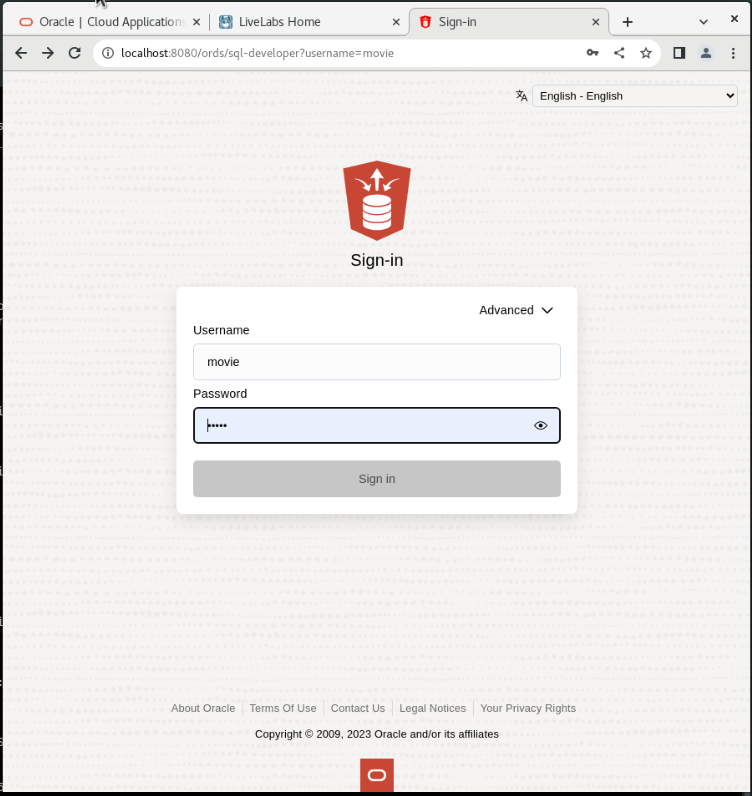 Oracle | Cloud Applications
LiveLabs Home
Sign-in
localhost:8080/ords/sql-developer?username=movie
English - English
Sign-in
Advanced
Username
movie
Password
•••••
Sign in
About Oracle
Terms Of Use
Contact Us
Legal Notices
Your Privacy Rights
Copyright © 2009, 2023 Oracle and/or its affiliates